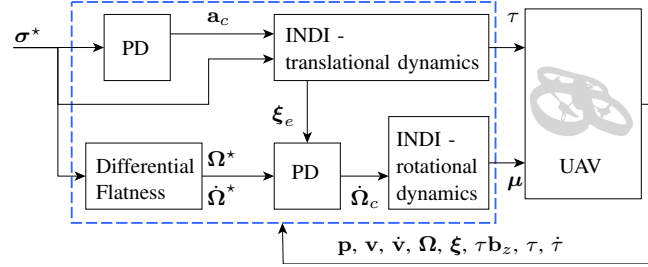 σ⋆
PD
a_c
INDI -
translational dynamics
τ
ξ_e
Differential
Flatness
Ω⋆
Ω̇⋆
PD
Ω̇_c
INDI -
rotational
dynamics
μ
UAV
p, v, v̇, Ω, ξ, τb_z, τ, τ̇